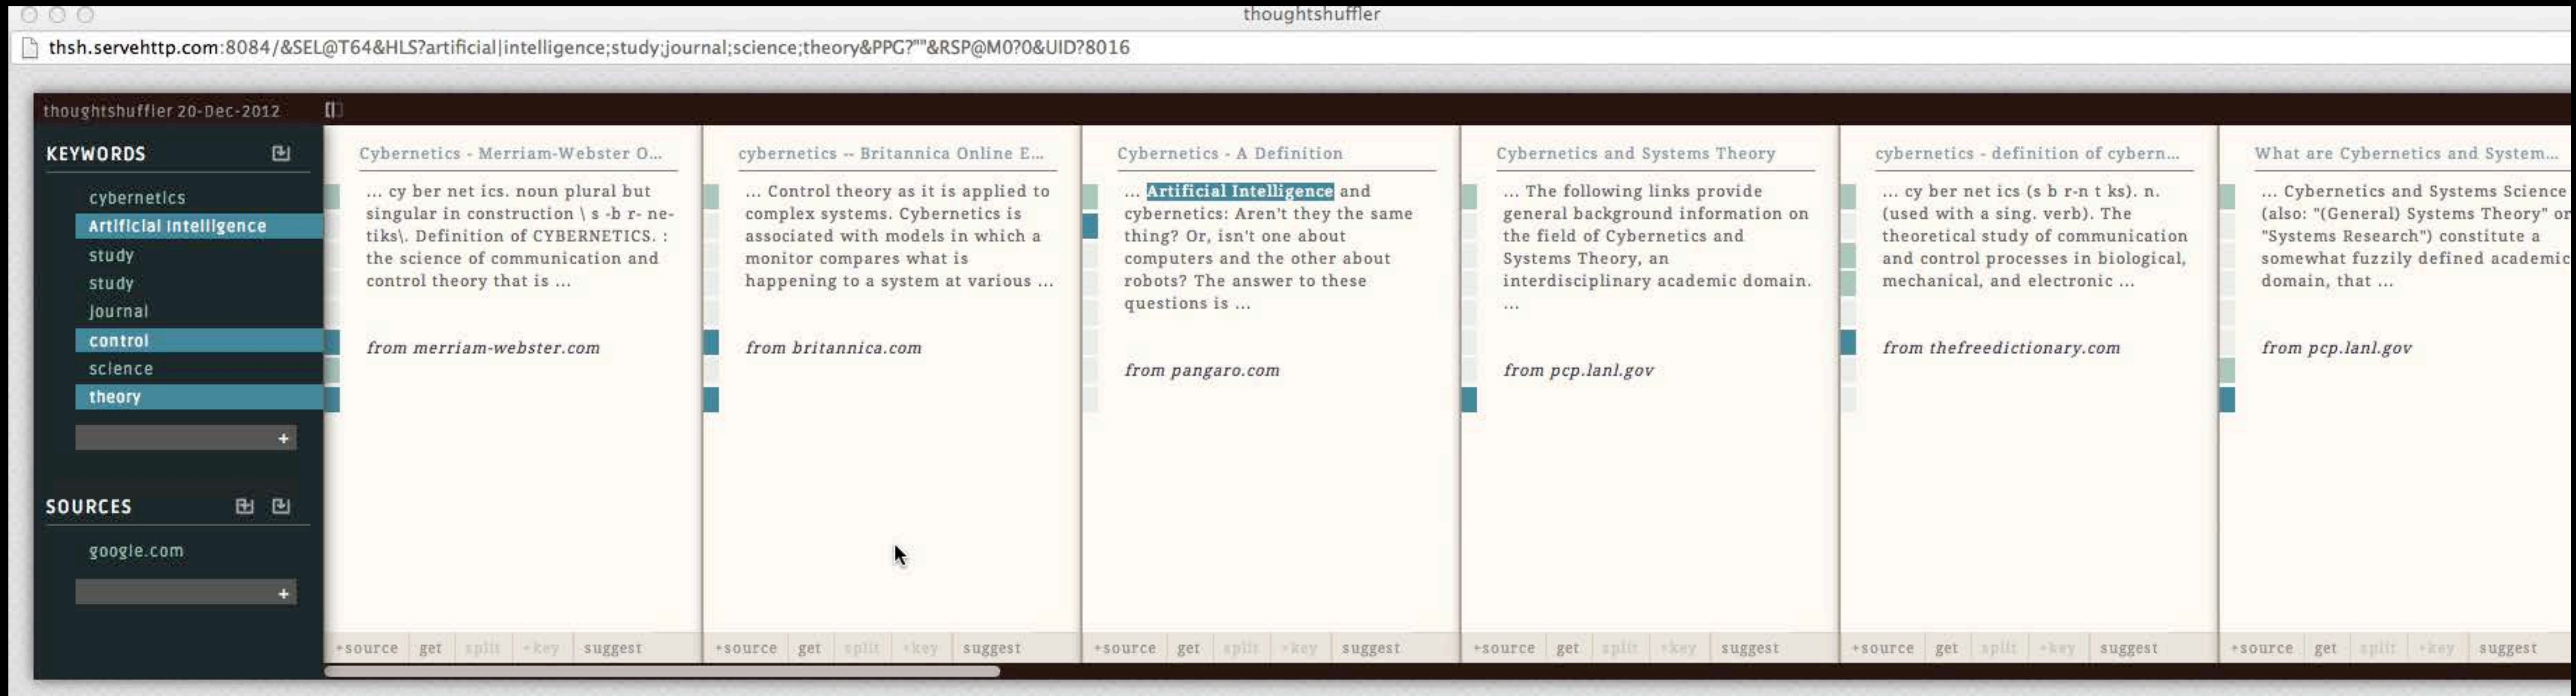 thoughtshuffler
thsh.servehttp.com:8084/&SEL@T64&HLS?artificial|intelligence;study;journal;science;theory&PPG?""&RSP@M0?0&UID?8016
thoughtshuffler 20-Dec-2012
KEYWORDS
cybernetics
Artificial Intelligence
study
study
journal
control
science
theory
+
SOURCES
google.com
+
Cybernetics - Merriam-Webster O...
... cy ber net ics. noun plural but
singular in construction \ s -b r- ne-
tiks\. Definition of CYBERNETICS. :
the science of communication and
control theory that is ...
from merriam-webster.com
+source get split +key suggest
cybernetics -- Britannica Online E...
... Control theory as it is applied to
complex systems. Cybernetics is
associated with models in which a
monitor compares what is
happening to a system at various ...
from britannica.com
+source get split +key suggest
Cybernetics - A Definition
... Artificial Intelligence and
cybernetics: Aren't they the same
thing? Or, isn't one about
computers and the other about
robots? The answer to these
questions is ...
from pangaro.com
+source get split +key suggest
Cybernetics and Systems Theory
... The following links provide
general background information on
the field of Cybernetics and
Systems Theory, an
interdisciplinary academic domain.
...
from pcp.lanl.gov
+source get split +key suggest
cybernetics - definition of cybern...
... cy ber net ics (s b r-n t ks). n.
(used with a sing. verb). The
theoretical study of communication
and control processes in biological,
mechanical, and electronic ...
from thefreedictionary.com
+source get split +key suggest
What are Cybernetics and System...
... Cybernetics and Systems Science
(also: "(General) Systems Theory" or
"Systems Research") constitute a
somewhat fuzzily defined academic
domain, that ...
from pcp.lanl.gov
+source get split +key suggest